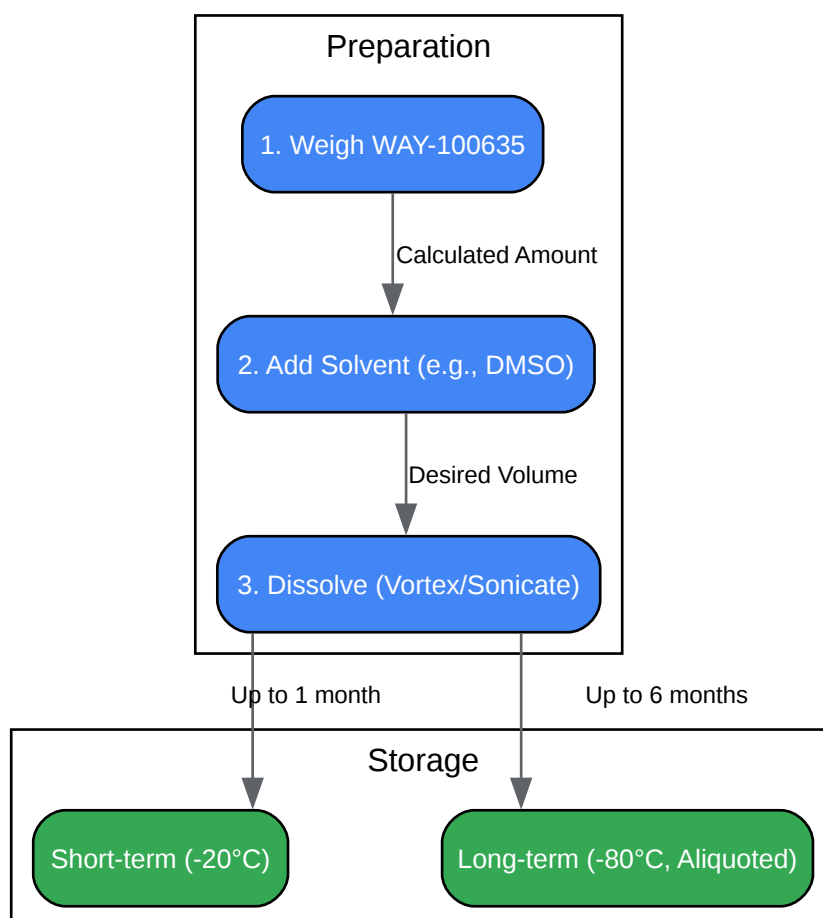 Preparation
1. Weigh WAY-100635
Calculated Amount
2. Add Solvent (e.g., DMSO)
Desired Volume
3. Dissolve (Vortex/Sonicate)
Up to 1 month
Up to 6 months
Storage
Short-term (-20°C)
Long-term (-80°C, Aliquoted)